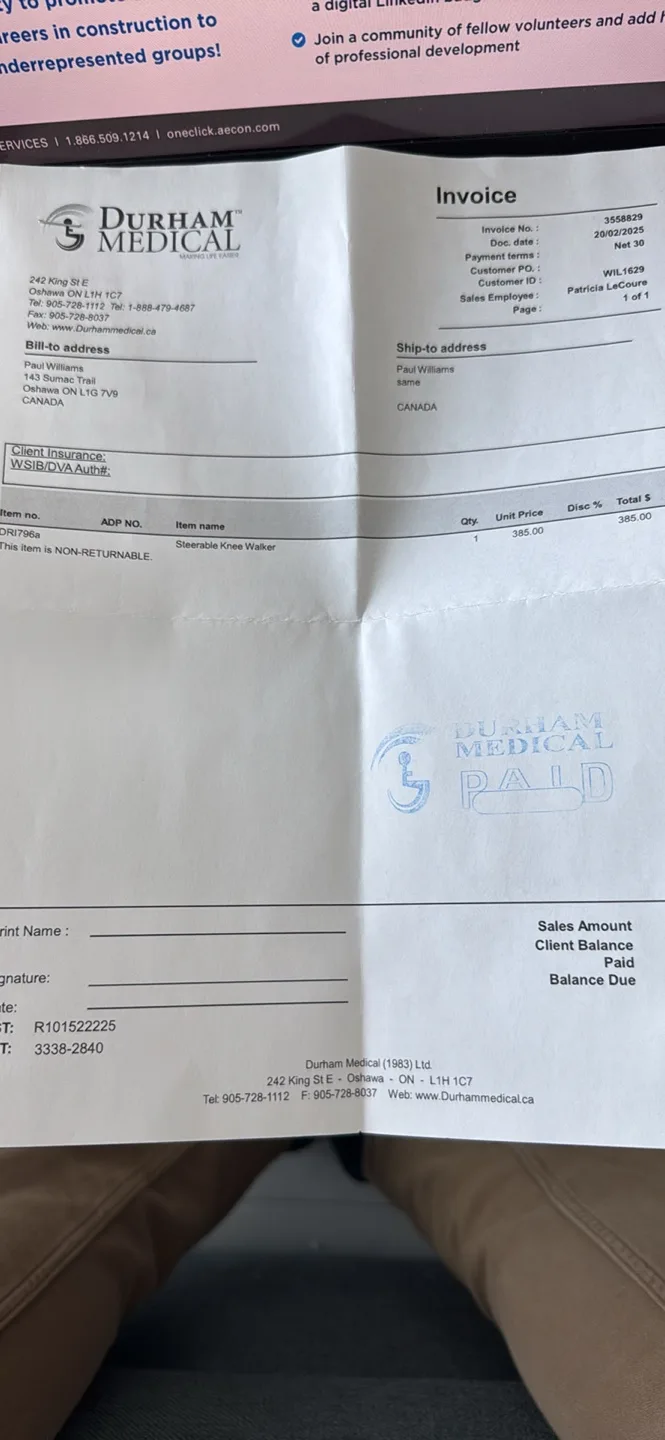 careers in construction to
underrepresented groups!
a digital
Join a community of fellow volunteers and add
of professional development
ERVICES | 1.866.509.1214 | oneclick.aecon.com
DURHAM™
MEDICAL
MAKING LIFE EASIER
242 King St E
Oshawa ON L1H 1C7
Tel: 905-728-1112 Tel: 1-888-479-4687
Fax: 905-728-8037
Web: www.Durhammedical.ca
Invoice
Invoice No. : 3558829
Doc. date : 20/02/2025
Payment terms : Net 30
Customer PO. :
Customer ID : WIL1629
Sales Employee : Patricia LeCoure
Page : 1 of 1
Bill-to address
Paul Williams
143 Sumac Trail
Oshawa ON L1G 7V9
CANADA
Ship-to address
Paul Williams
same
CANADA
Client Insurance:
WSIB/DVA Auth#:
Item no. ADP NO. Item name Qty. Unit Price Disc % Total $
DRI796a Steerable Knee Walker 1 385.00 385.00
This item is NON-RETURNABLE.
DURHAM
MEDICAL
PAID
rint Name :
gnature:
te:
ST: R101522225
T: 3338-2840
Sales Amount
Client Balance
Paid
Balance Due
Durham Medical (1983) Ltd.
242 King St E - Oshawa - ON - L1H 1C7
Tel: 905-728-1112 F: 905-728-8037 Web: www.Durhammedical.ca